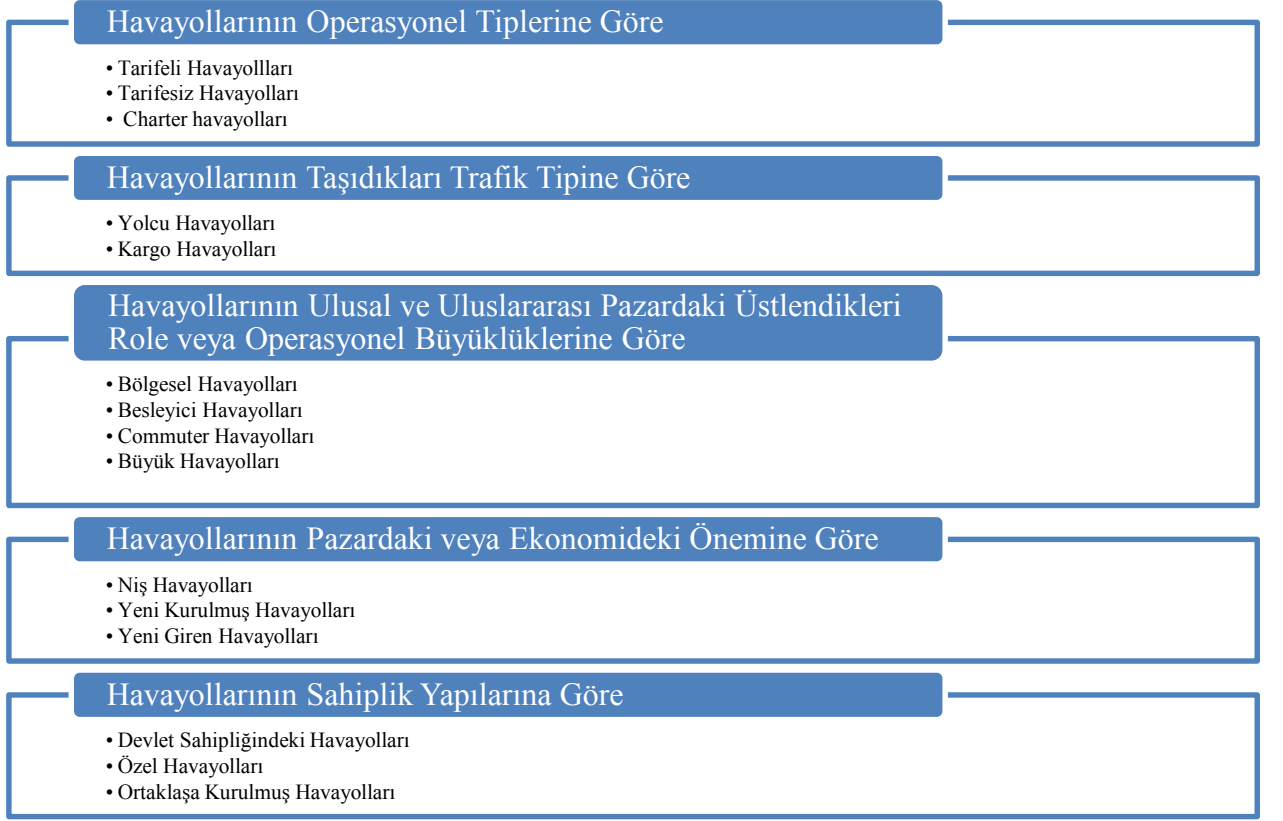 Havayollarının Operasyonel Tiplerine Göre
• Tarifeli Havayollları
• Tarifesiz Havayolları
• Charter havayolları
Havayollarının Taşıdıkları Trafik Tipine Göre
• Yolcu Havayolları
• Kargo Havayolları
Havayollarının Ulusal ve Uluslararası Pazardaki Üstlendikleri
Role veya Operasyonel Büyüklüklerine Göre
• Bölgesel Havayolları
• Besleyici Havayolları
• Commuter Havayolları
• Büyük Havayolları
Havayollarının Pazardaki veya Ekonomideki Önemine Göre
• Niş Havayolları
• Yeni Kurulmuş Havayolları
• Yeni Giren Havayolları
Havayollarının Sahiplik Yapılarına Göre
• Devlet Sahipliğindeki Havayolları
• Özel Havayolları
• Ortaklaşa Kurulmuş Havayolları